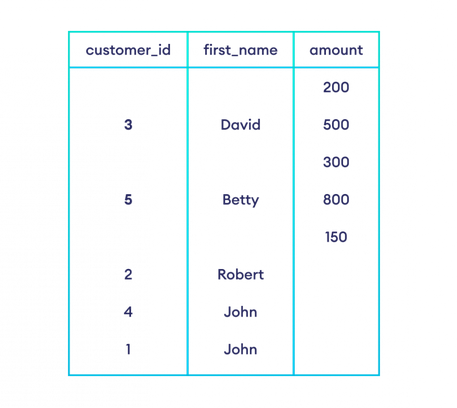 customer_id first_name amount
200
3 David 500
300
5 Betty 800
150
2 Robert
4 John
1 John